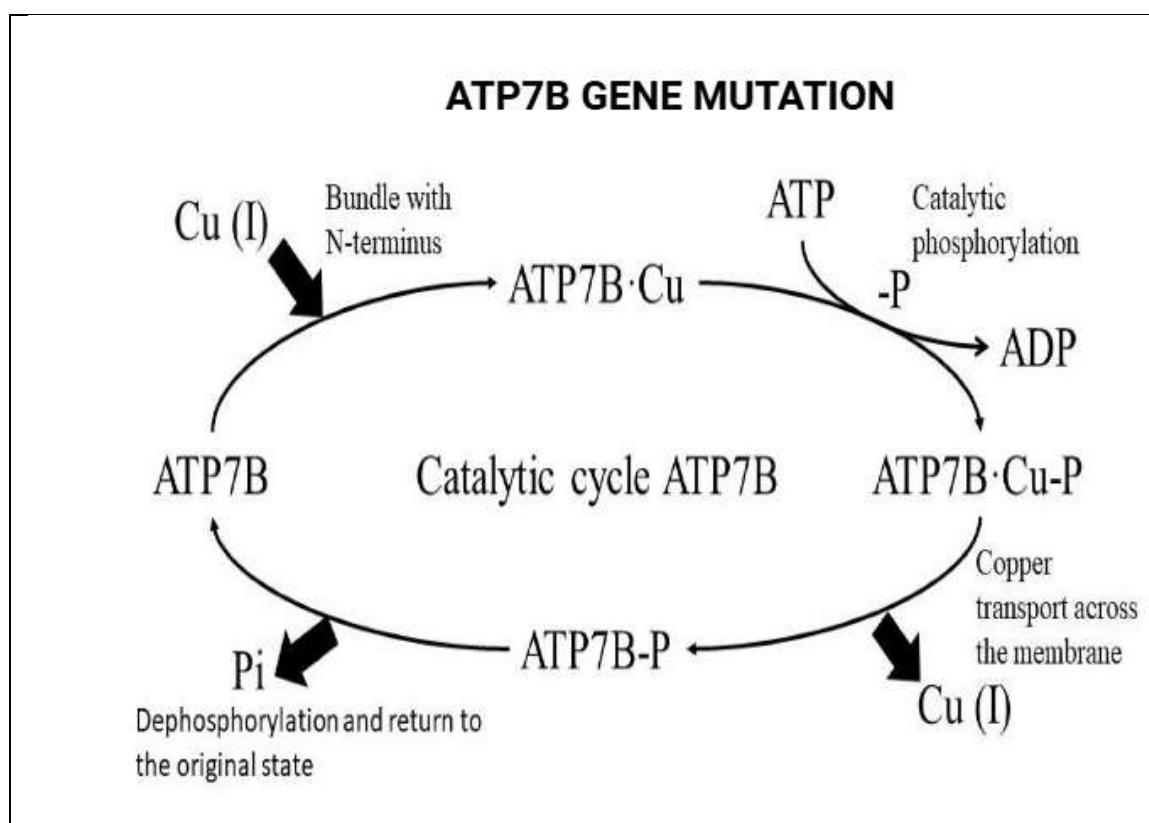 ATP7B GENE MUTATION
Cu (I)
Bundle with
N-terminus
ATP
Catalytic
phosphorylation
ATP7B·Cu
-P
ADP
ATP7B
Catalytic cycle ATP7B
ATP7B·Cu-P
Copper
transport across
the membrane
ATP7B-P
Pi
Cu (I)
Dephosphorylation and return to
the original state